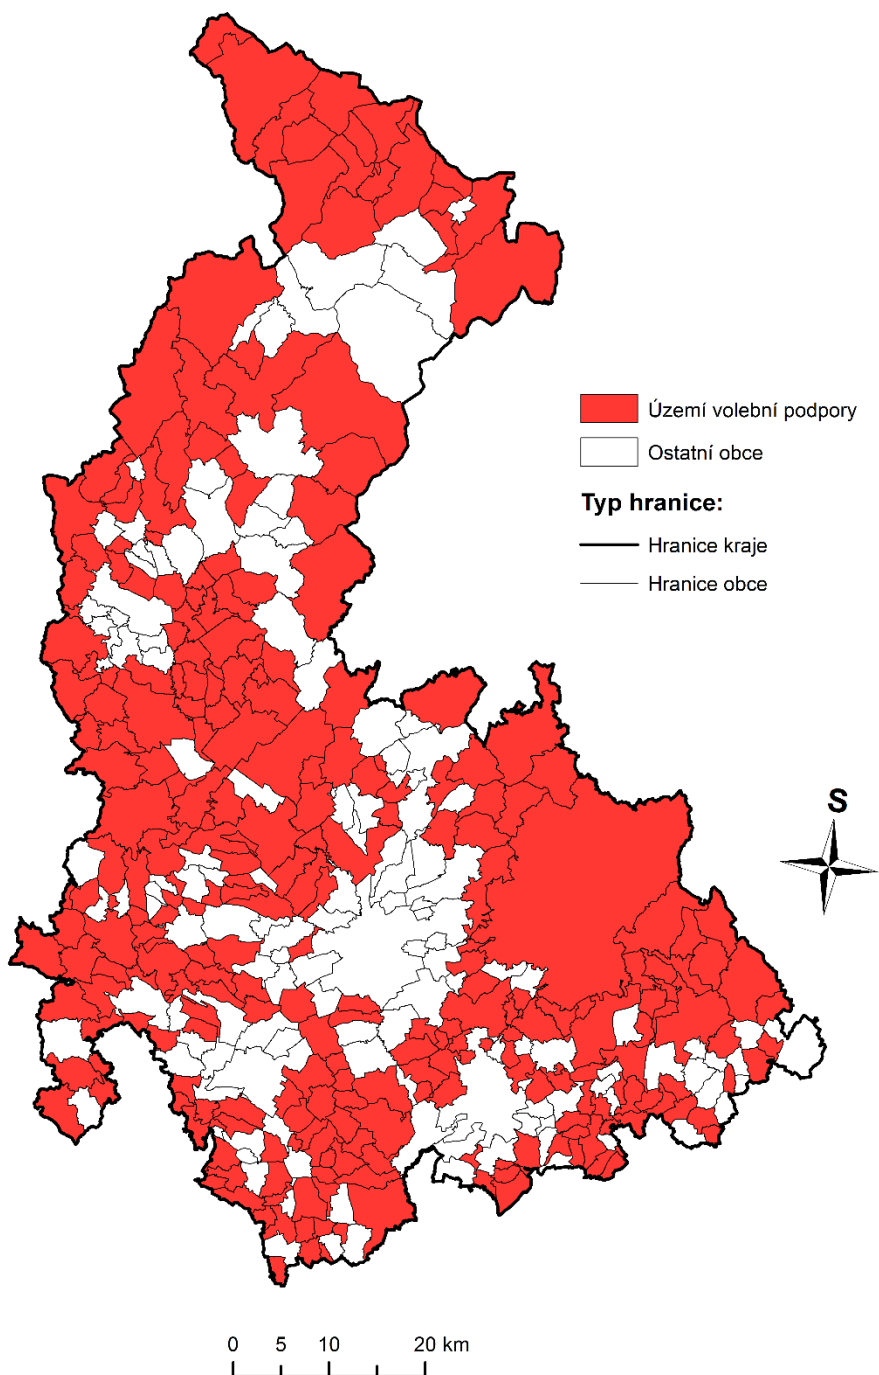 Území volební podpory
Ostatní obce
Typ hranice:
Hranice kraje
Hranice obce
S
0 5 10 20 km